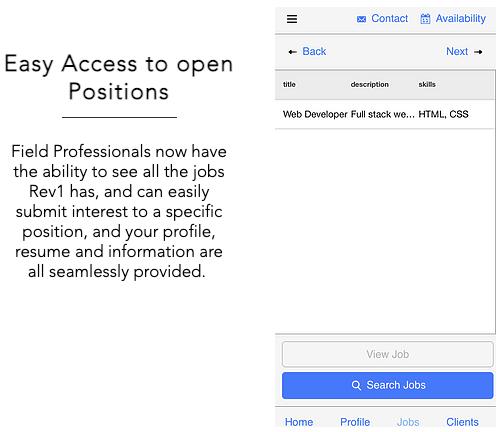 Easy Access to open
Positions
Field Professionals now have
the ability to see all the jobs
Rev1 has, and can easily
submit interest to a specific
position, and your profile,
resume and information are
all seamlessly provided.
Contact Availability
Back Next
title description skills
Web Developer Full stack we... HTML, CSS
View Job
Search Jobs
Home Profile Jobs Clients